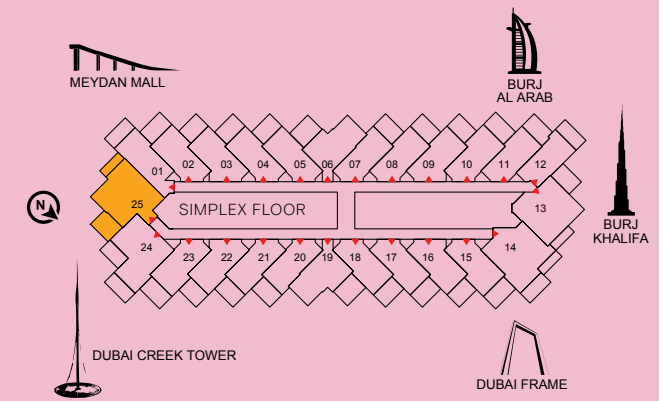 BURJ
AL ARAB
MEYDAN MALL
01 02 03 04 05 06 07 08 09 10 11 12
N
25
SIMPLEX FLOOR
13
BURJ
KHALIFA
24 23 22 21 20 19 18 17 16 15 14
DUBAI CREEK TOWER
DUBAI FRAME